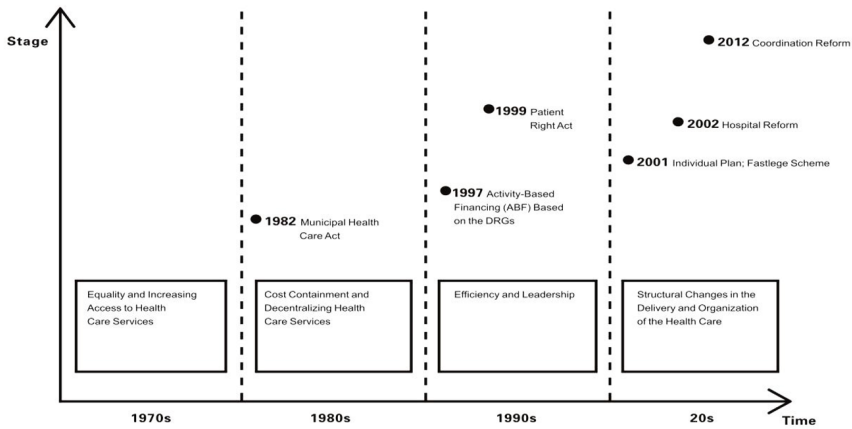 Stage
2012 Coordination Reform
1999 Patient
Right Act
2002 Hospital Reform
2001 Individual Plan; Fastlege Scheme
1997 Activity-Based
Financing (ABF) Based
on the DRGs
1982 Municipal Health
Care Act
Equality and Increasing
Access to Health
Care Services
Cost Containment and
Decentralizing Health
Care Services
Efficiency and Leadership
Structural Changes in the
Delivery and Organization
of the Health Care
1970s
1980s
1990s
20s
Time